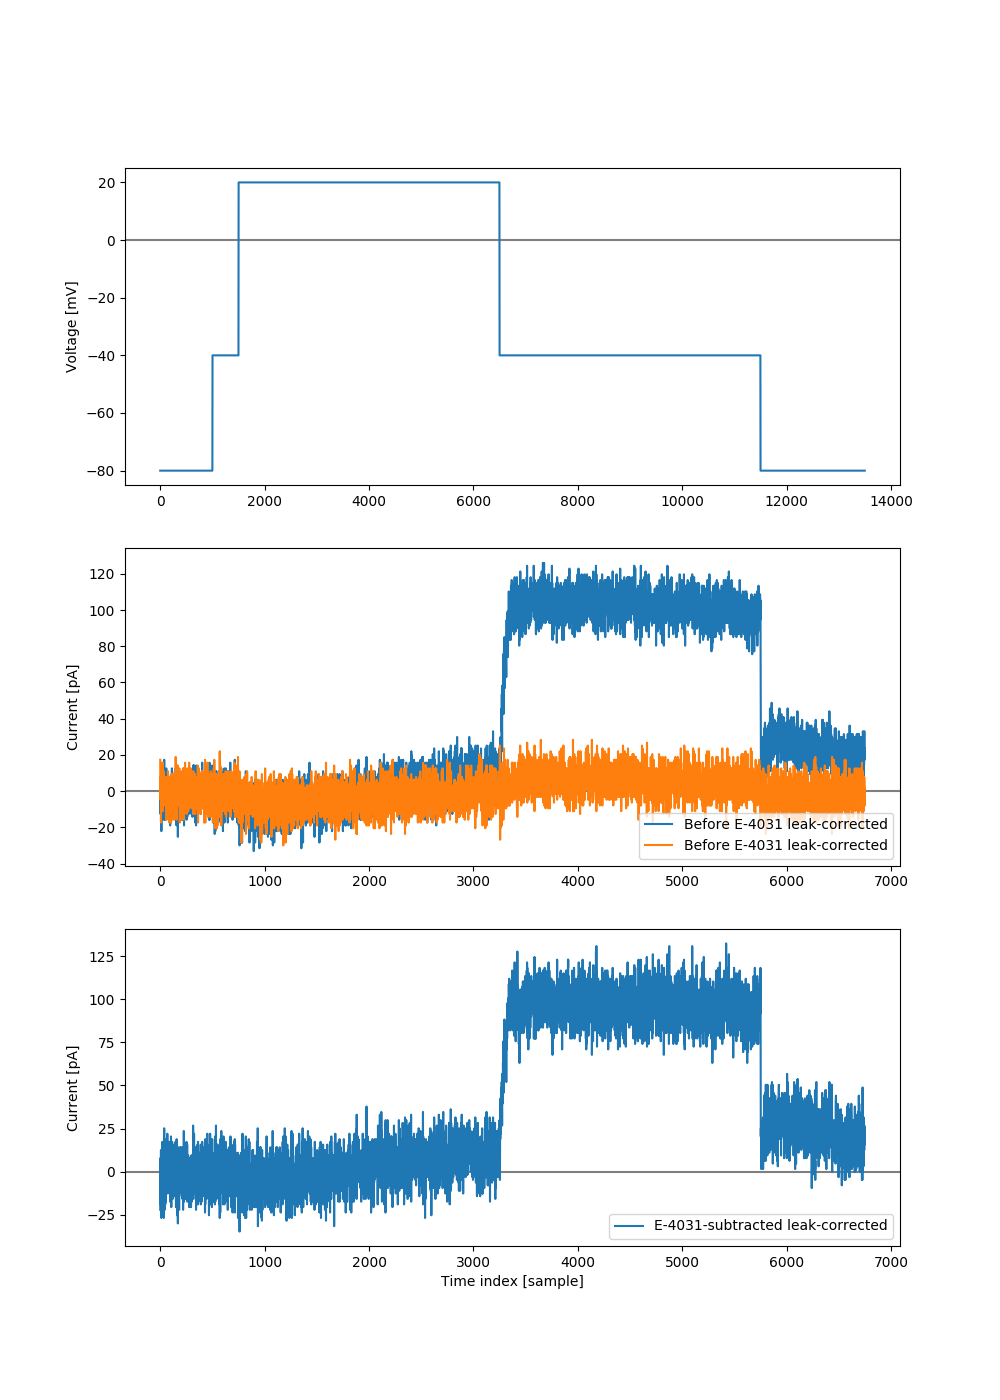 20
0
−20
−40
−60
−80
Voltage [mV]
0 2000 4000 6000 8000 10000 12000 14000
120
100
80
60
40
20
0
−20
−40
Current [pA]
Before E-4031 leak-corrected
Before E-4031 leak-corrected
0 1000 2000 3000 4000 5000 6000 7000
125
100
75
50
25
0
−25
Current [pA]
E-4031-subtracted leak-corrected
0 1000 2000 3000 4000 5000 6000 7000
Time index [sample]